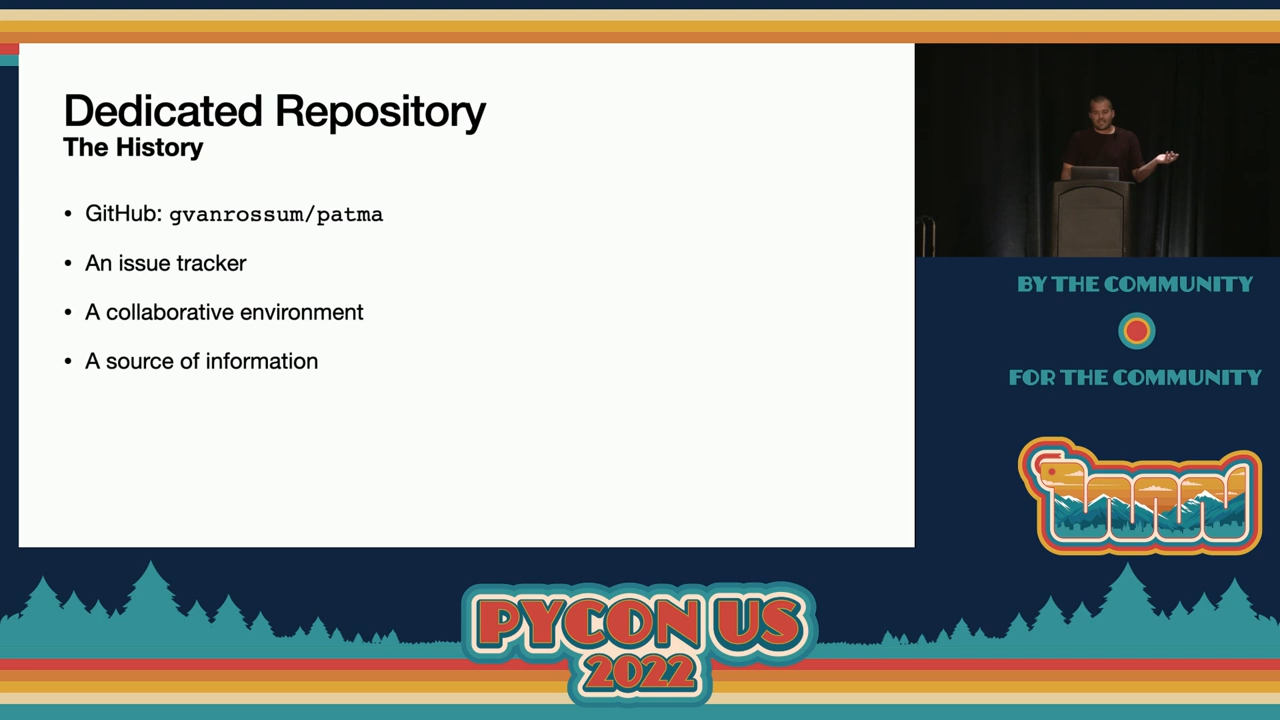 Dedicated Repository
The History
• GitHub: gvanrossum/patma
• An issue tracker
• A collaborative environment
• A source of information
BY THE COMMUNITY
FOR THE COMMUNITY
PYCON US
2022